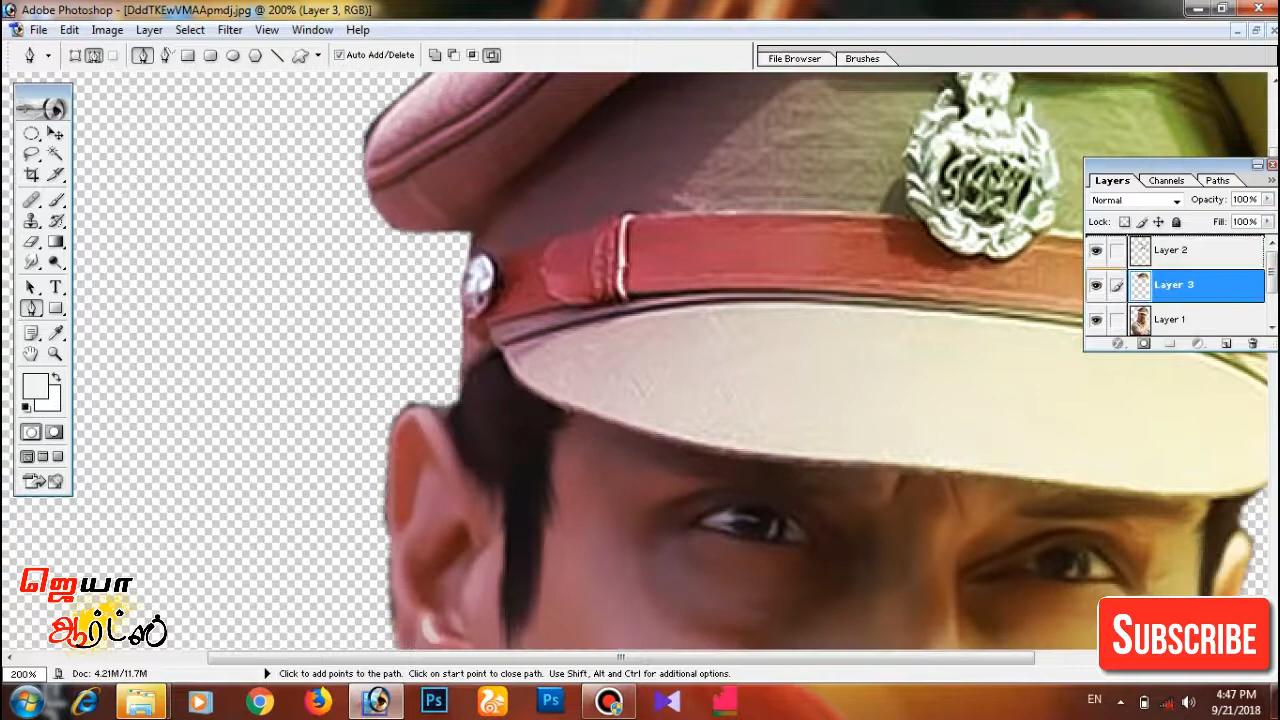 Adobe Photoshop - [DddTKEwVMAApmdj.jpg @ 200% (Layer 3, RGB)]
File Edit Image Layer Select Filter View Window Help
Auto Add/Delete
File Browser Brushes
Layers Channels Paths
Normal Opacity: 100%
Lock: Fill: 100%
Layer 2
Layer 3
Layer 1
ஜெயா
ஆர்ட்ஸ்
SUBSCRIBE
200% Doc: 4.21M/11.7M Click to add points to the path. Click on start point to close path. Use Shift, Alt and Ctrl for additional options.
EN 4:47 PM
9/21/2018